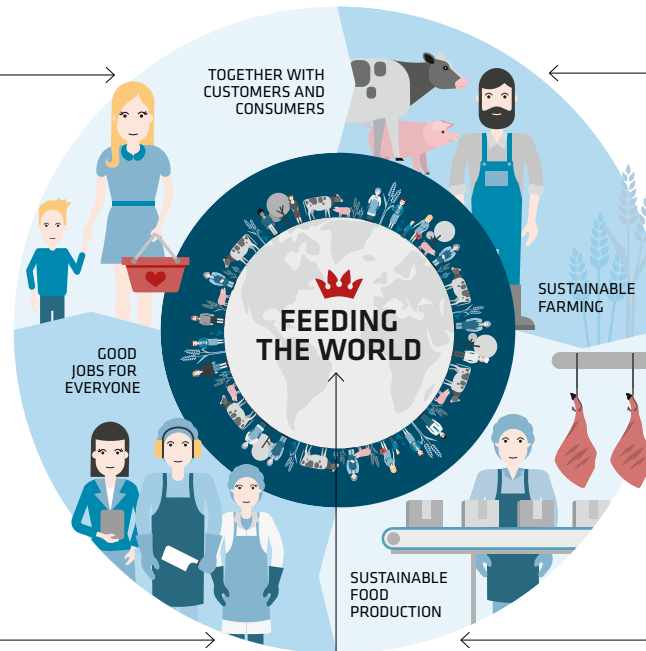 TOGETHER WITH
CUSTOMERS AND
CONSUMERS
SUSTAINABLE
FARMING
FEEDING
THE WORLD
GOOD
JOBS FOR
EVERYONE
SUSTAINABLE
FOOD
PRODUCTION